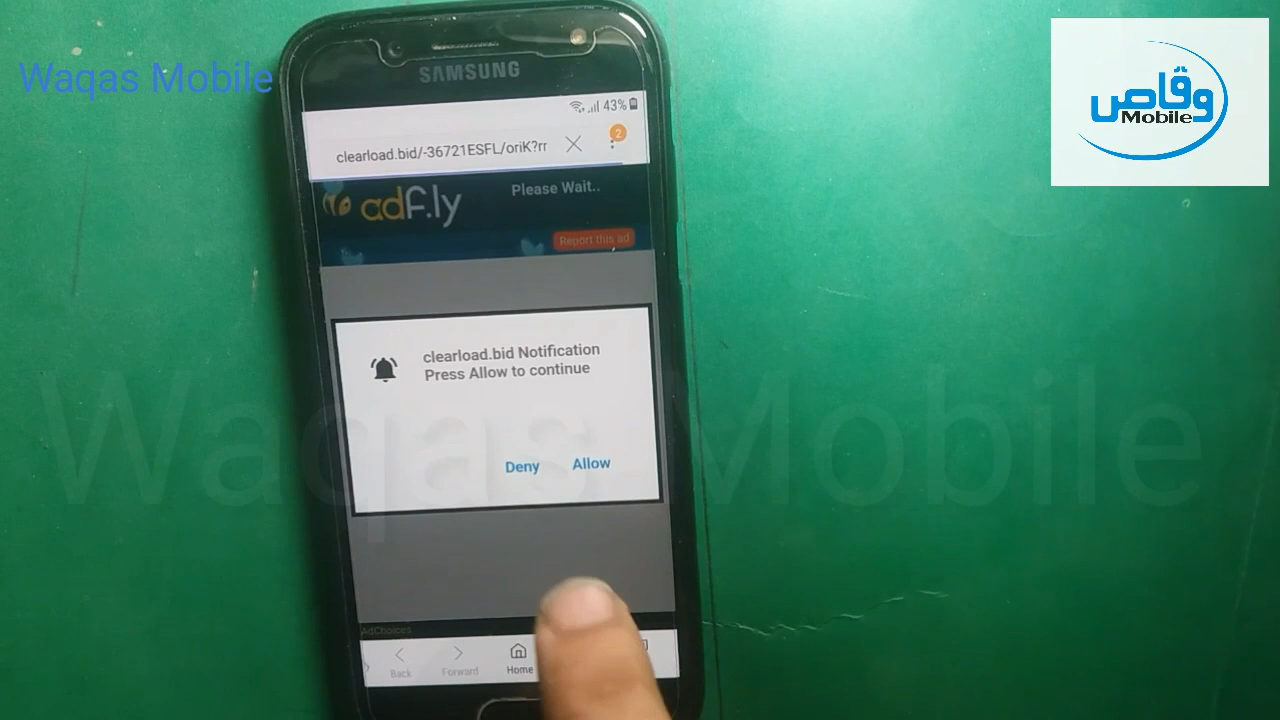 Waqas Mobile
وقاص
Mobile
SAMSUNG
43%
clearload.bid/-36721ESFL/oriK?rr
2
adf.ly
Please Wait..
Report this ad
clearload.bid Notification
Press Allow to continue
Deny
Allow
Waqas Mobile
AdChoices
Back
Forward
Home